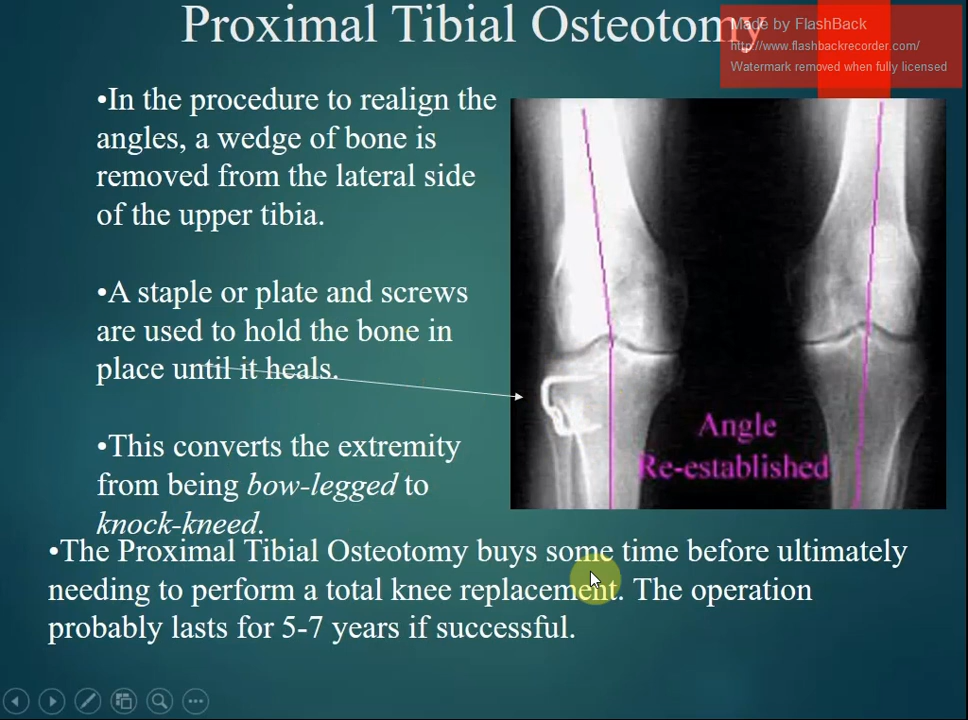 Proximal Tibial Osteotomy
Made by FlashBack
http://www.flashbackrecorder.com/
Watermark removed when fully licensed
•In the procedure to realign the
angles, a wedge of bone is
removed from the lateral side
of the upper tibia.
•A staple or plate and screws
are used to hold the bone in
place until it heals.
•This converts the extremity
from being bow-legged to
knock-kneed.
Angle
Re-established
•The Proximal Tibial Osteotomy buys some time before ultimately
needing to perform a total knee replacement. The operation
probably lasts for 5-7 years if successful.